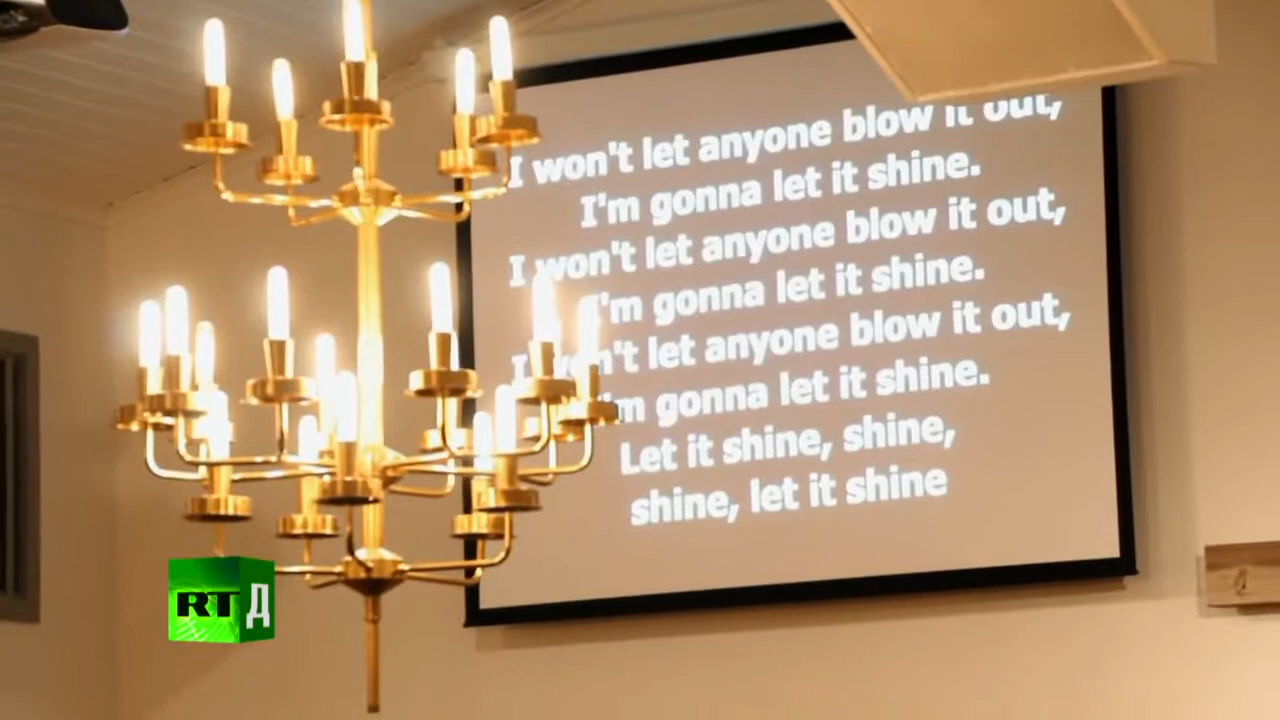 I won't let anyone blow it out,
I'm gonna let it shine.
I won't let anyone blow it out,
I'm gonna let it shine.
I won't let anyone blow it out,
I'm gonna let it shine.
Let it shine, shine,
shine, let it shine
RT Д